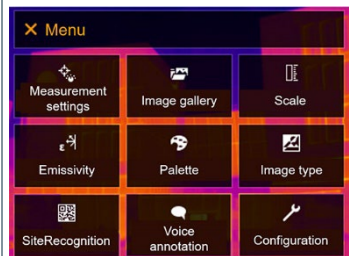 Menu
Measurement
settings
Image gallery
Scale
ε
Emissivity
Palette
Image type
SiteRecognition
Voice
annotation
Configuration